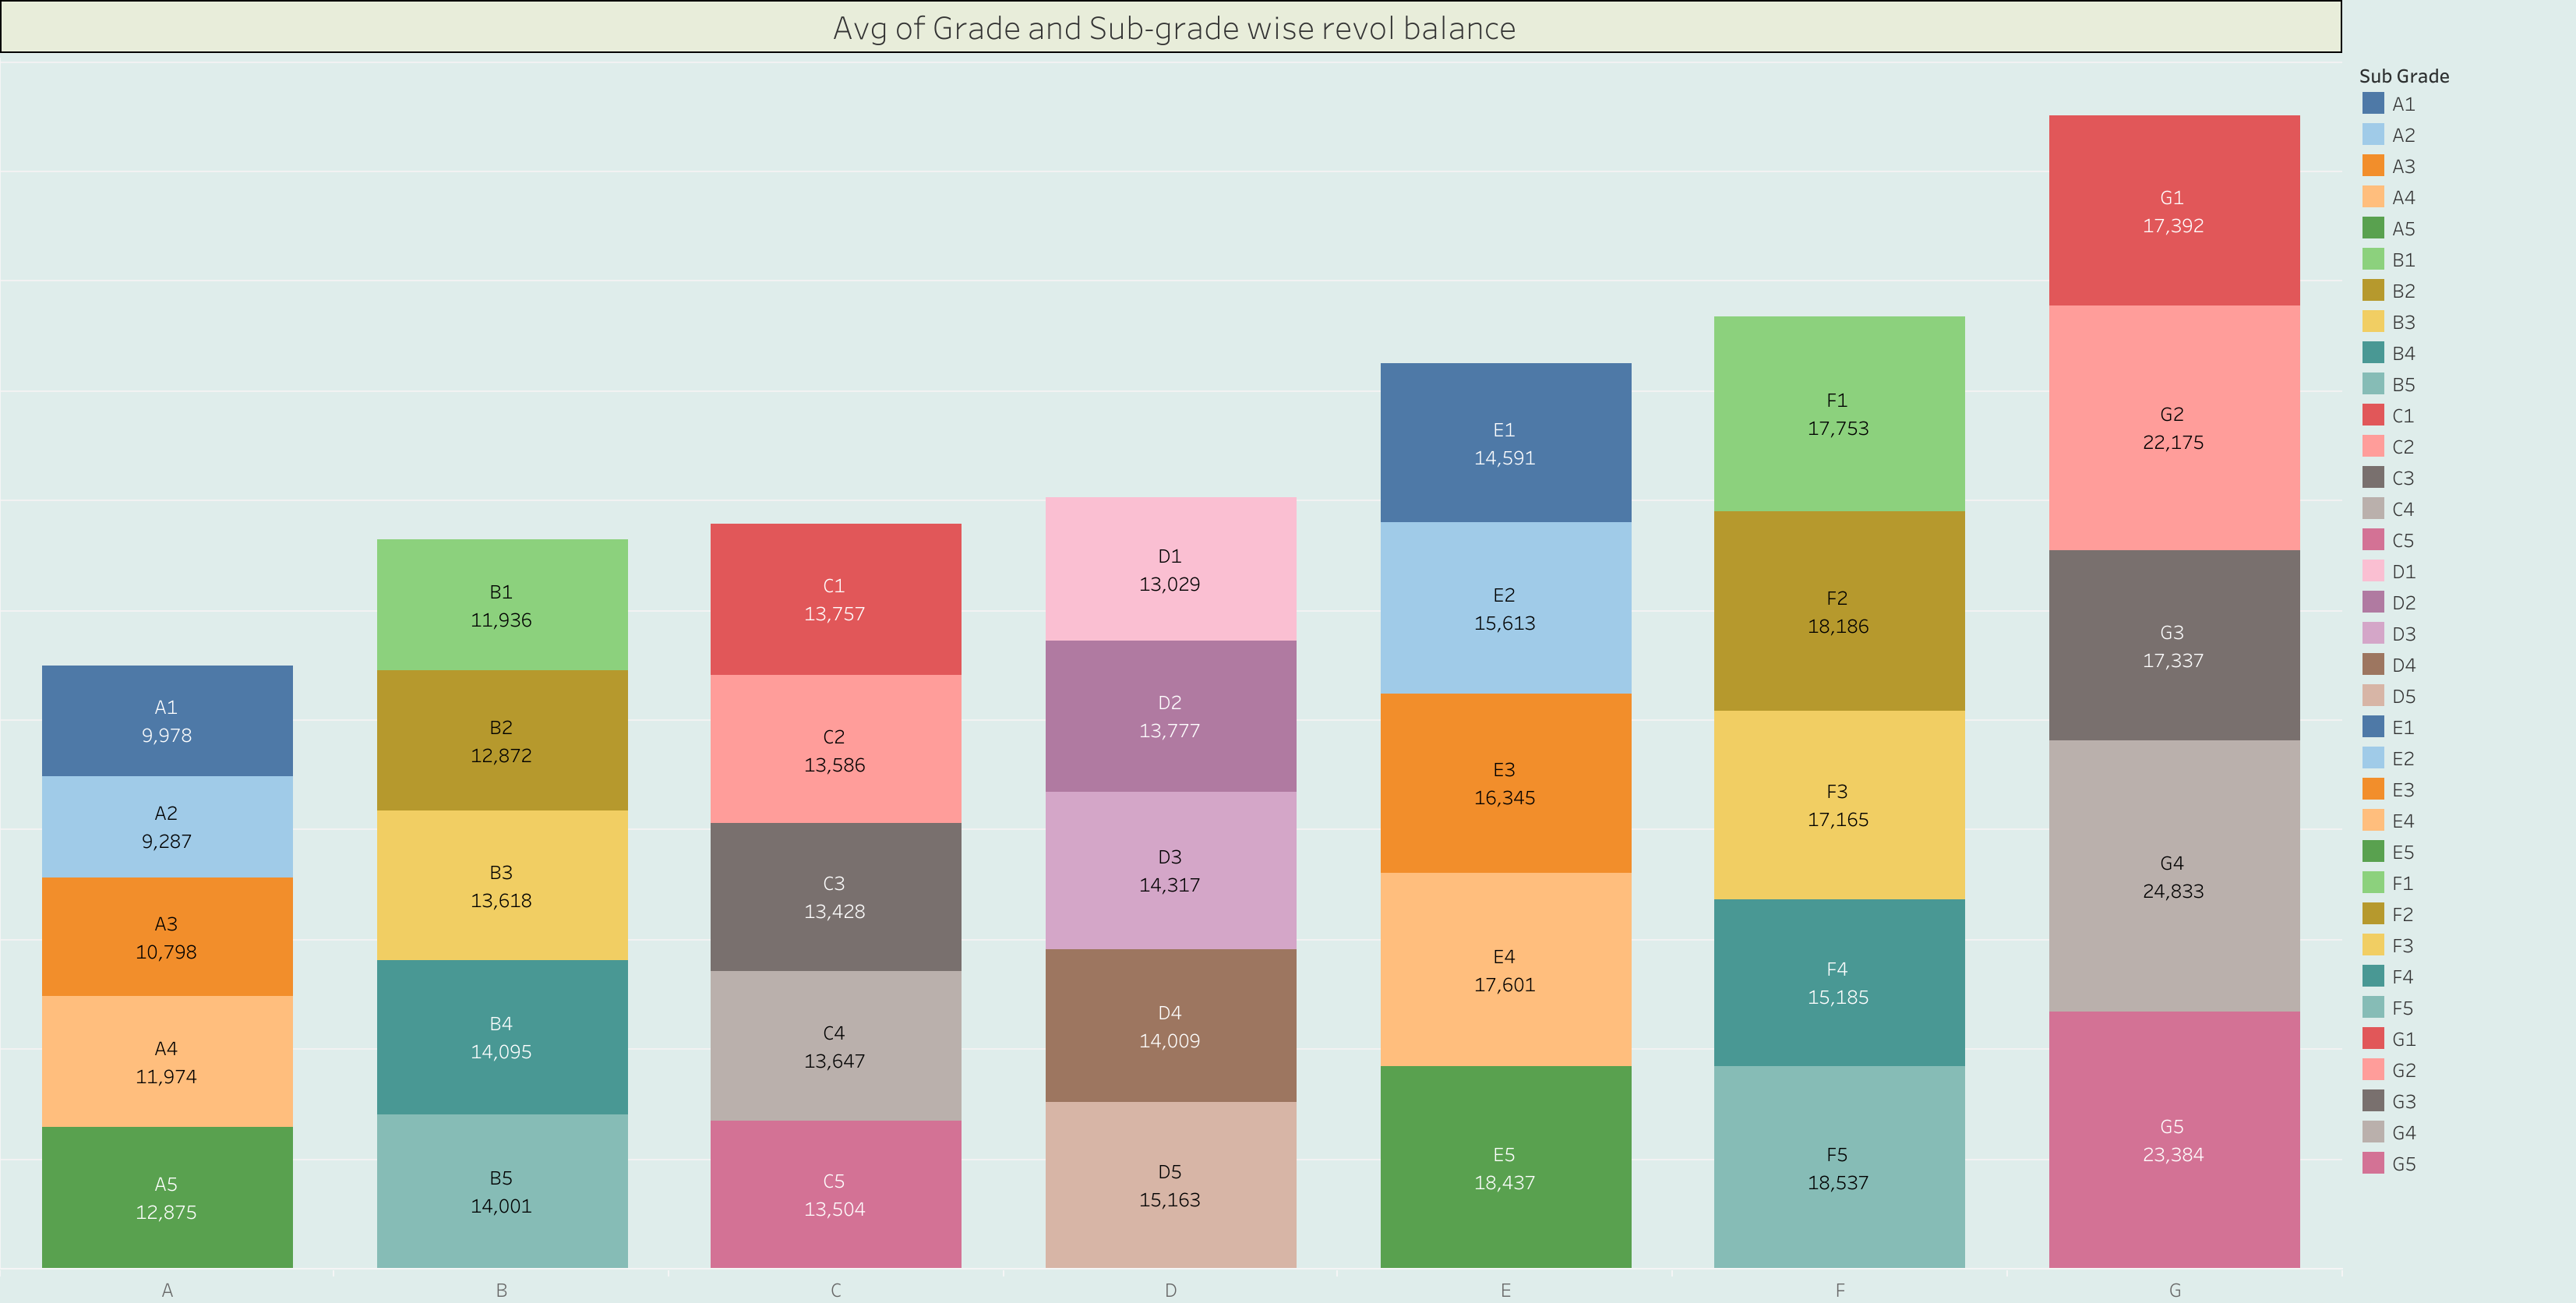 Avg of Grade and Sub-grade wise revol balance
A1
9,978
A2
9,287
A3
10,798
A4
11,974
A5
12,875
B1
11,936
B2
12,872
B3
13,618
B4
14,095
B5
14,001
C1
13,757
C2
13,586
C3
13,428
C4
13,647
C5
13,504
D1
13,029
D2
13,777
D3
14,317
D4
14,009
D5
15,163
E1
14,591
E2
15,613
E3
16,345
E4
17,601
E5
18,437
F1
17,753
F2
18,186
F3
17,165
F4
15,185
F5
18,537
G1
17,392
G2
22,175
G3
17,337
G4
24,833
G5
23,384
A B C D E F G
Sub Grade
A1
A2
A3
A4
A5
B1
B2
B3
B4
B5
C1
C2
C3
C4
C5
D1
D2
D3
D4
D5
E1
E2
E3
E4
E5
F1
F2
F3
F4
F5
G1
G2
G3
G4
G5